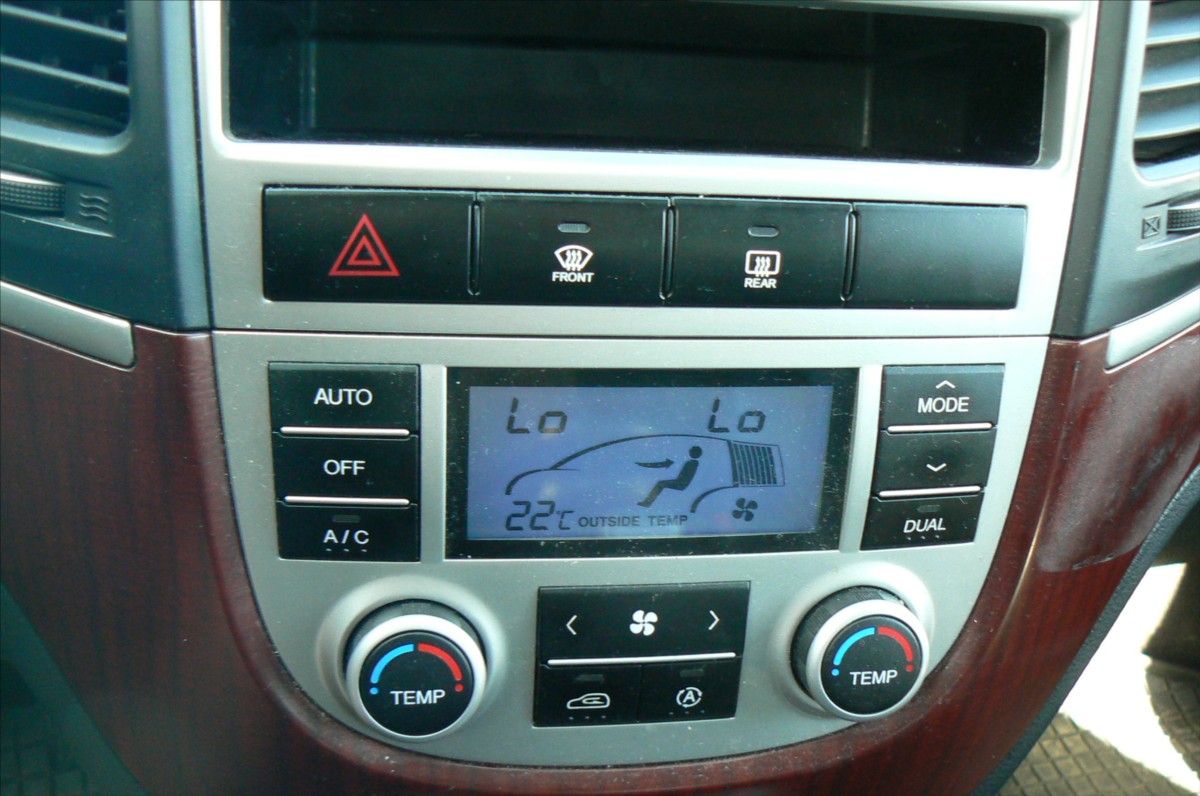 FRONT
REAR
AUTO
OFF
A/C
Lo Lo
22°C OUTSIDE TEMP
MODE
DUAL
TEMP
A
TEMP